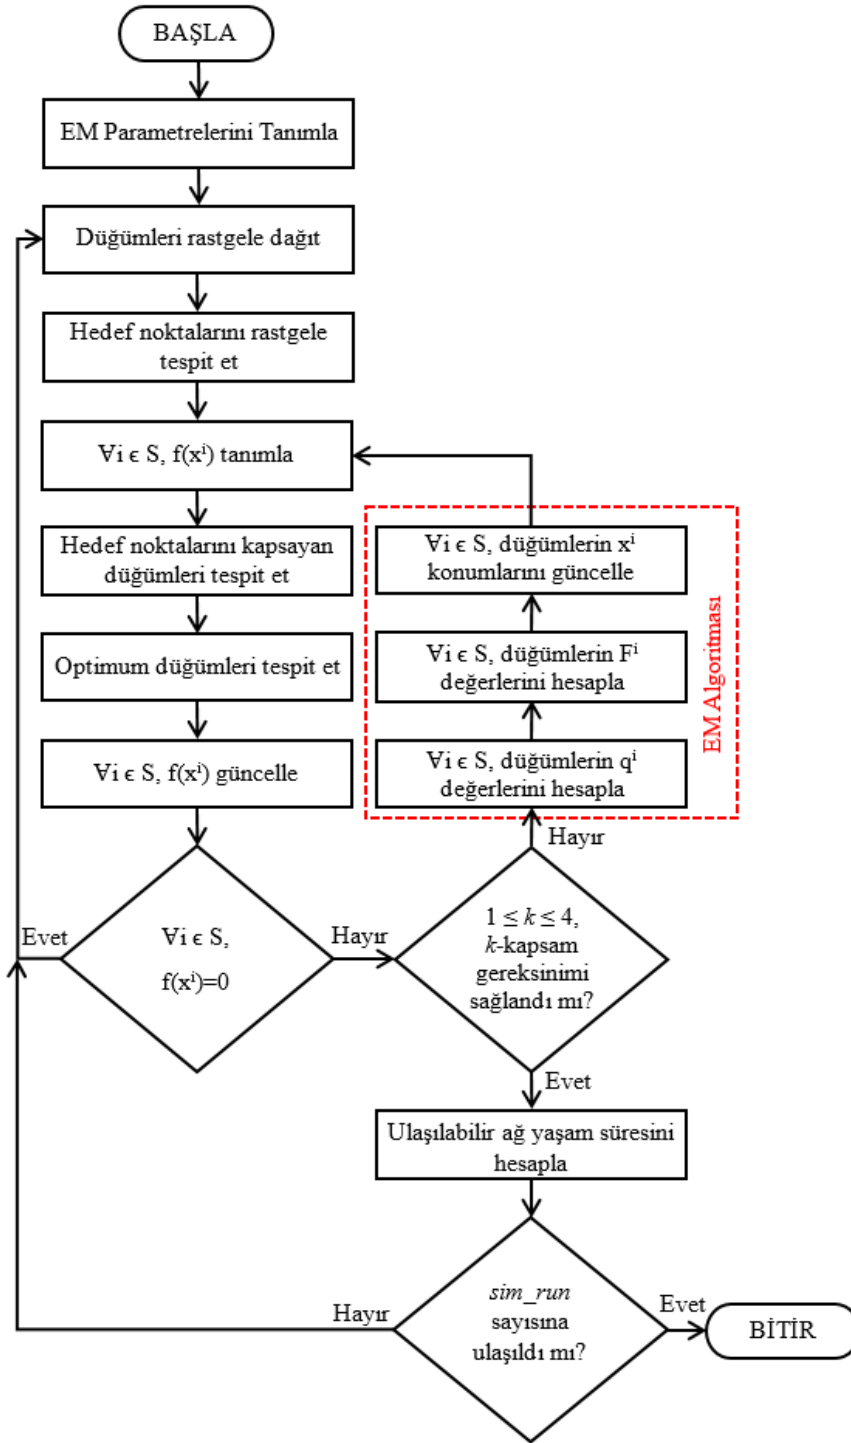 BAŞLA
EM Parametrelerini Tanımla
Düğümleri rastgele dağıt
Hedef noktalarını rastgele
tespit et
∀i ϵ S, f(xⁱ) tanımla
Hedef noktalarını kapsayan
düğümleri tespit et
Optimum düğümleri tespit et
∀i ϵ S, f(xⁱ) güncelle
∀i ϵ S, düğümlerin xⁱ
konumlarını güncelle
∀i ϵ S, düğümlerin Fⁱ
değerlerini hesapla
∀i ϵ S, düğümlerin qⁱ
değerlerini hesapla
EM Algoritması
Hayır
Evet
∀i ϵ S,
f(xⁱ)=0
Hayır
1 ≤ k ≤ 4,
k-kapsam
gereksinimi
sağlandı mı?
Evet
Ulaşılabilir ağ yaşam süresini
hesapla
Hayır
sim_run
sayısına
ulaşıldı mı?
Evet
BİTİR